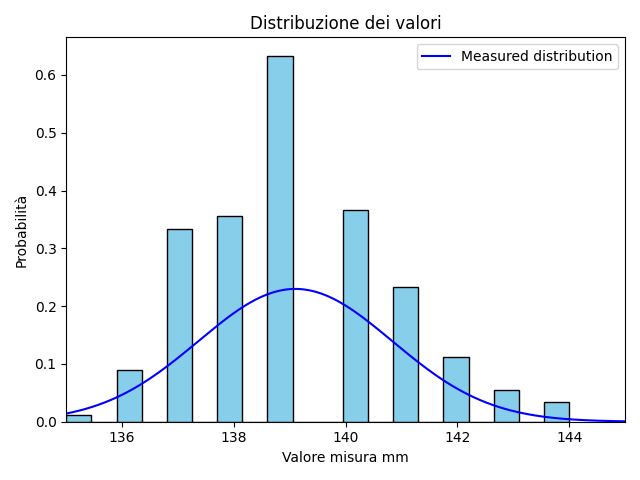 Distribuzione dei valori
Measured distribution
Probabilità
0.6
0.5
0.4
0.3
0.2
0.1
0.0
136 138 140 142 144
Valore misura mm